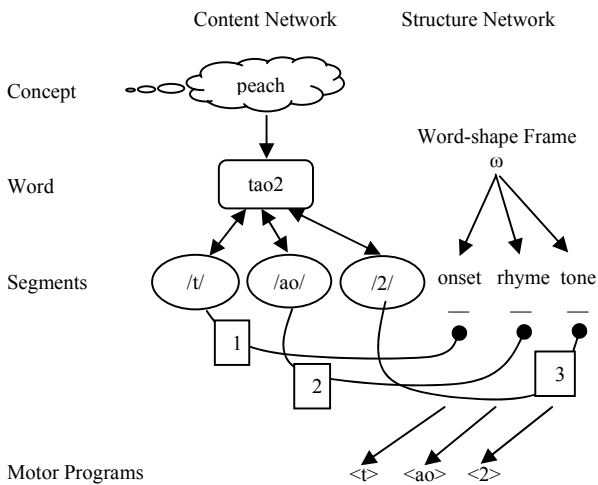 Content Network Structure Network
Concept peach
Word-shape Frame
ω
Word tao2
Segments /t/ /ao/ /2/ onset rhyme tone
1
2
3
Motor Programs <t> <ao> <2>